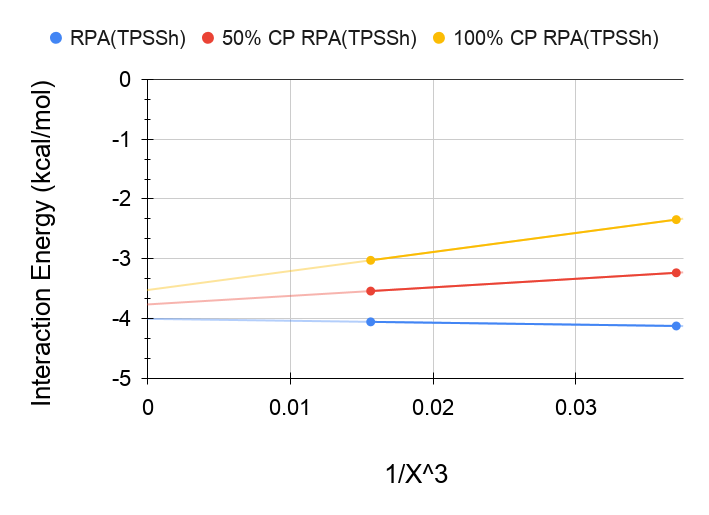 RPA(TPSSh) 50% CP RPA(TPSSh) 100% CP RPA(TPSSh)
Interaction Energy (kcal/mol)
0
-1
-2
-3
-4
-5
0 0.01 0.02 0.03
1/X^3